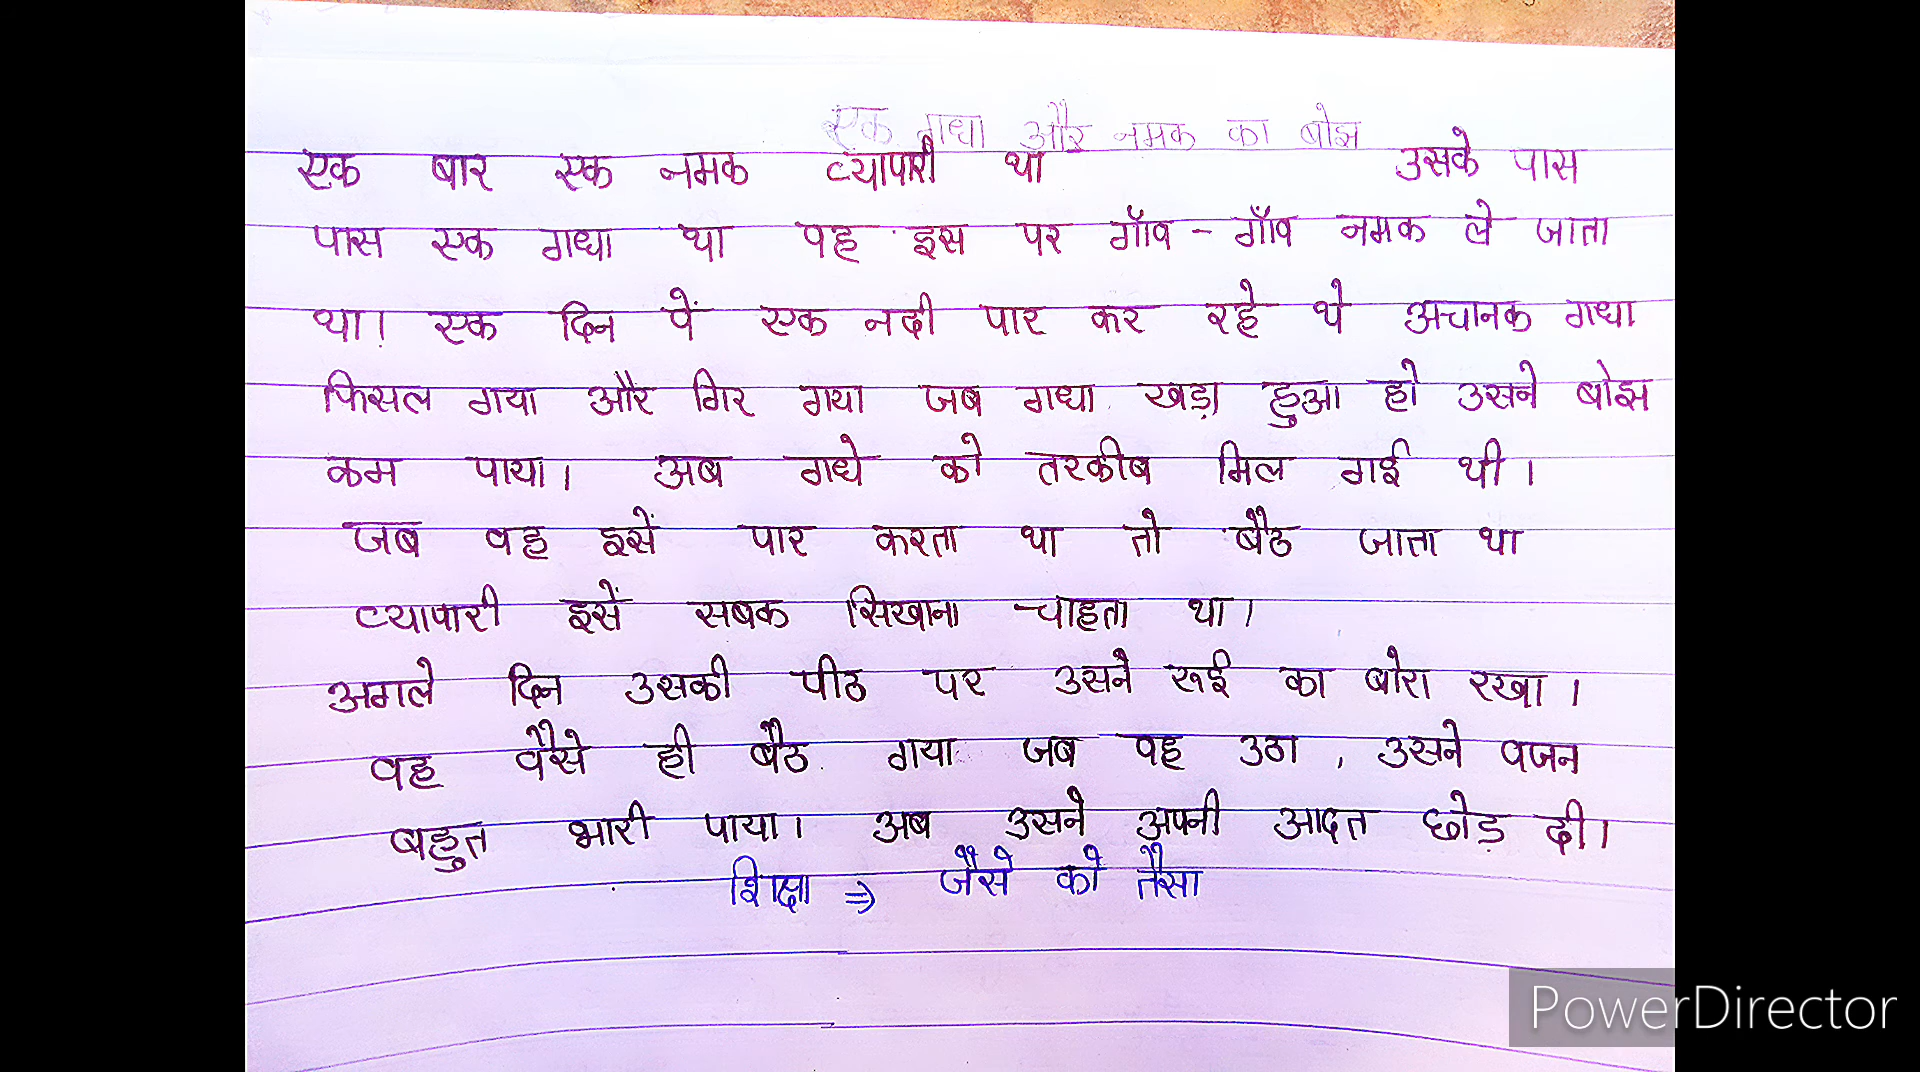 एक गधा और नमक का बोझ
एक बार एक नमक व्यापारी था उसके पास
पास एक गधा था वह इस पर गाँव - गाँव नमक ले जाता
था। एक दिन वें एक नदी पार कर रहे थे अचानक गधा
फिसल गया और गिर गया जब गधा खड़ा हुआ हो उसने बोझ
कम पाया। अब गधे को तरकीब मिल गई थी।
जब वह इसें पार करता था तो बैठ जाता था
व्यापारी इसें सबक सिखाना चाहता था।
अगले दिन उसकी पीठ पर उसने रूई का बोरा रखा।
वह वैसे ही बैठ गया जब वह उठा , उसने वजन
बहुत भारी पाया। अब उसने अपनी आदत छोड़ दी।
शिक्षा ⇒ जैसे को तैसा
PowerDirector